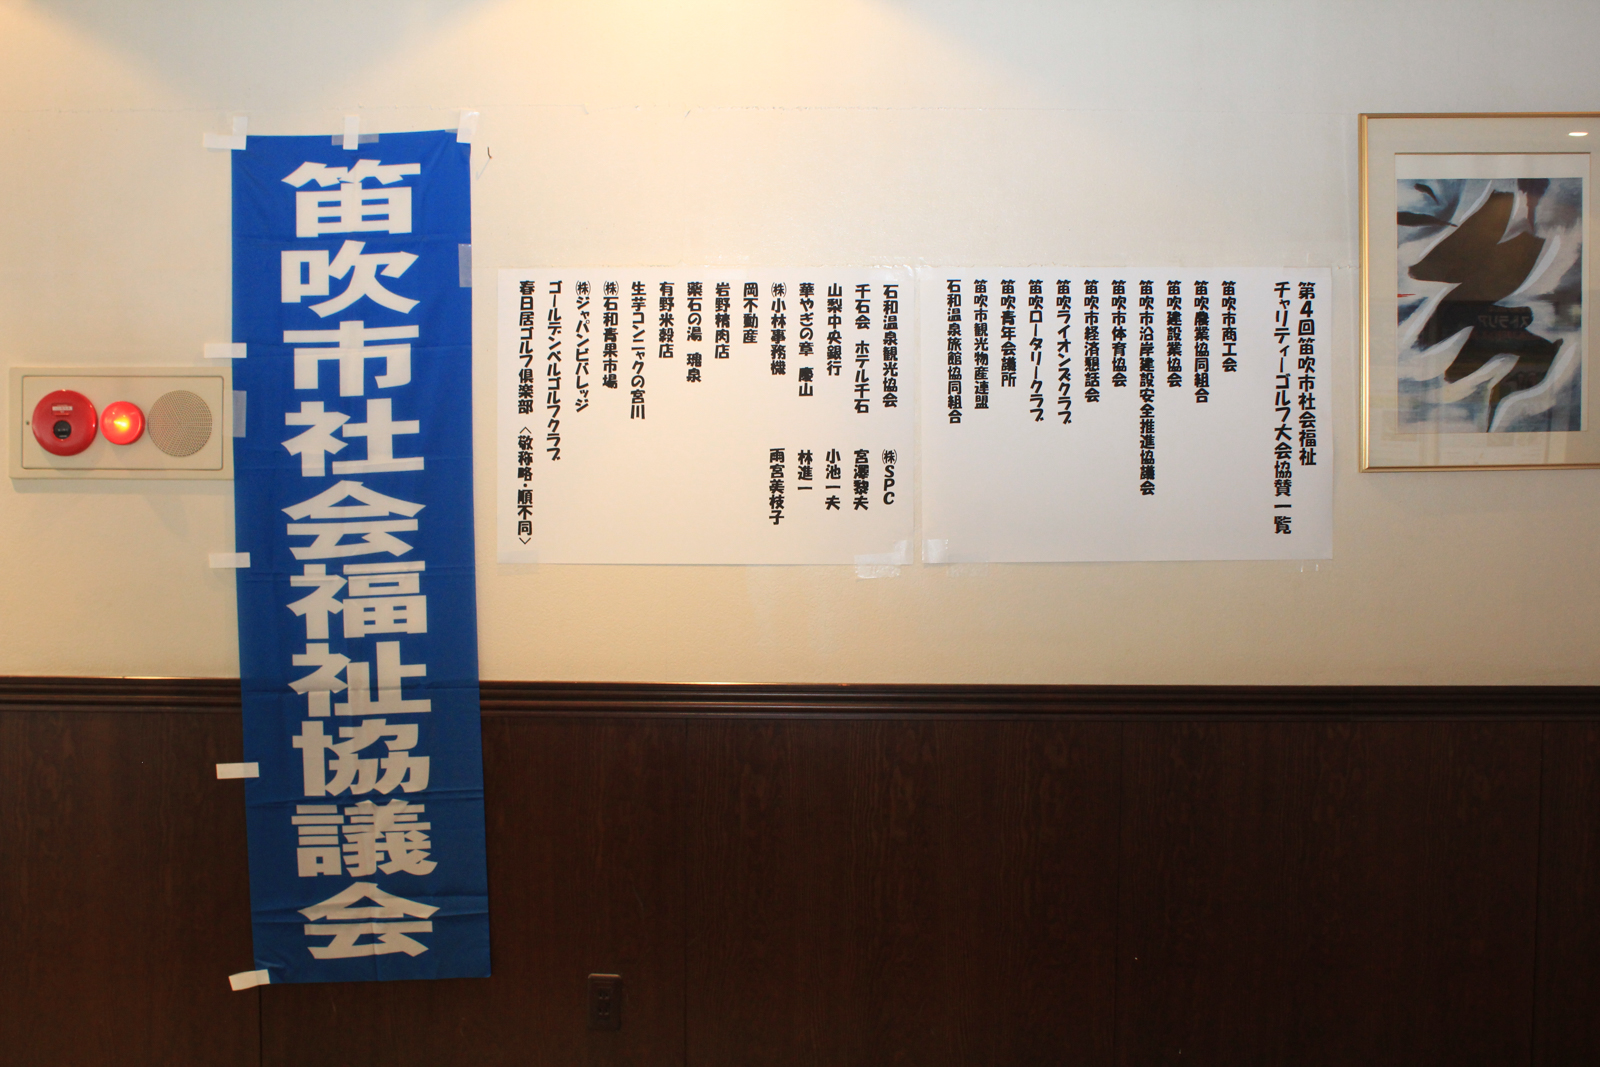 笛吹市社会福祉協議会
第4回笛吹市社会福祉
チャリティーゴルフ大会協賛一覧
笛吹市商工会
笛吹農業協同組合
笛吹建設業協会
笛吹市沿岸建設安全推進協議会
笛吹市体育協会
笛吹市経済懇話会
笛吹ライオンズクラブ
笛吹ロータリークラブ
笛吹青年会議所
笛吹市観光物産連盟
石和温泉旅館協同組合
石和温泉観光協会
千石会 ホテル千石
山梨中央銀行
華やぎの章 慶山
㈱小林事務機
岡不動産
岩野精肉店
薬石の湯 瑰泉
有野米穀店
生芋コンニャクの宮川
㈱石和青果市場
㈱ジャパンビバレッジ
ゴールデンベルゴルフクラブ
春日居ゴルフ倶楽部
㈱SPC
宮澤黎夫
小池一夫
林進一
雨宮美枝子
〈敬称略・順不同〉